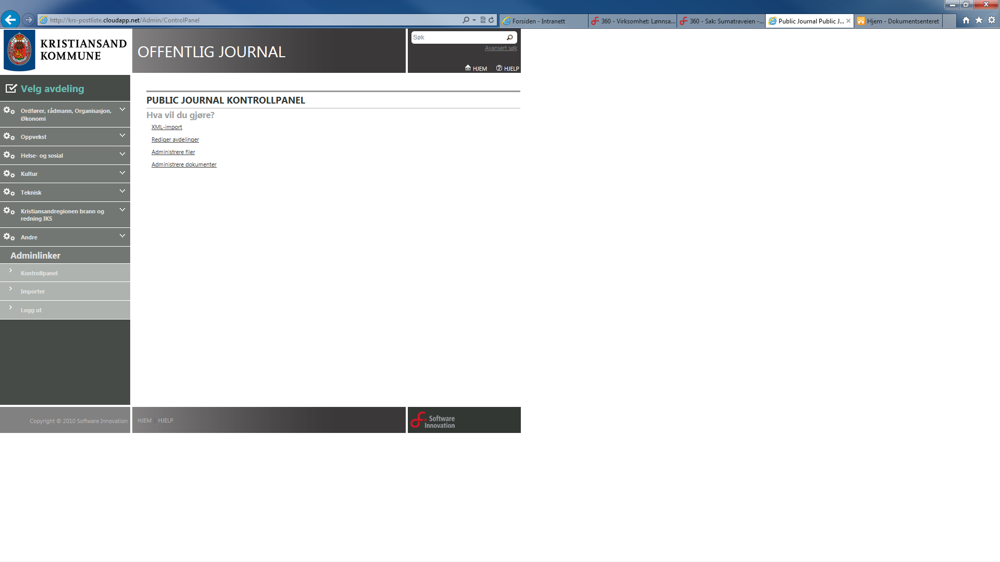 http://krs-postliste.cloudapp.net/Admin/ControlPanel
Forsiden - Intranett
360 - Virksomhet: Lønnsa...
360 - Sak: Sumatraveien -...
Public Journal Public J...
Hjem - Dokumentsenteret
KRISTIANSAND
KOMMUNE
OFFENTLIG JOURNAL
Søk
Avansert søk
HJEM
HJELP
Velg avdeling
Ordfører, rådmann, Organisasjon,
Økonomi
Oppvekst
Helse- og sosial
Kultur
Teknisk
Kristiansandregionen brann og
redning IKS
Andre
Adminlinker
Kontrollpanel
Importer
Logg ut
PUBLIC JOURNAL KONTROLLPANEL
Hva vil du gjøre?
XML-import
Rediger avdelinger
Administrere filer
Administrere dokumenter
Copyright © 2010 Software Innovation
HJEM | HJELP
Software
Innovation